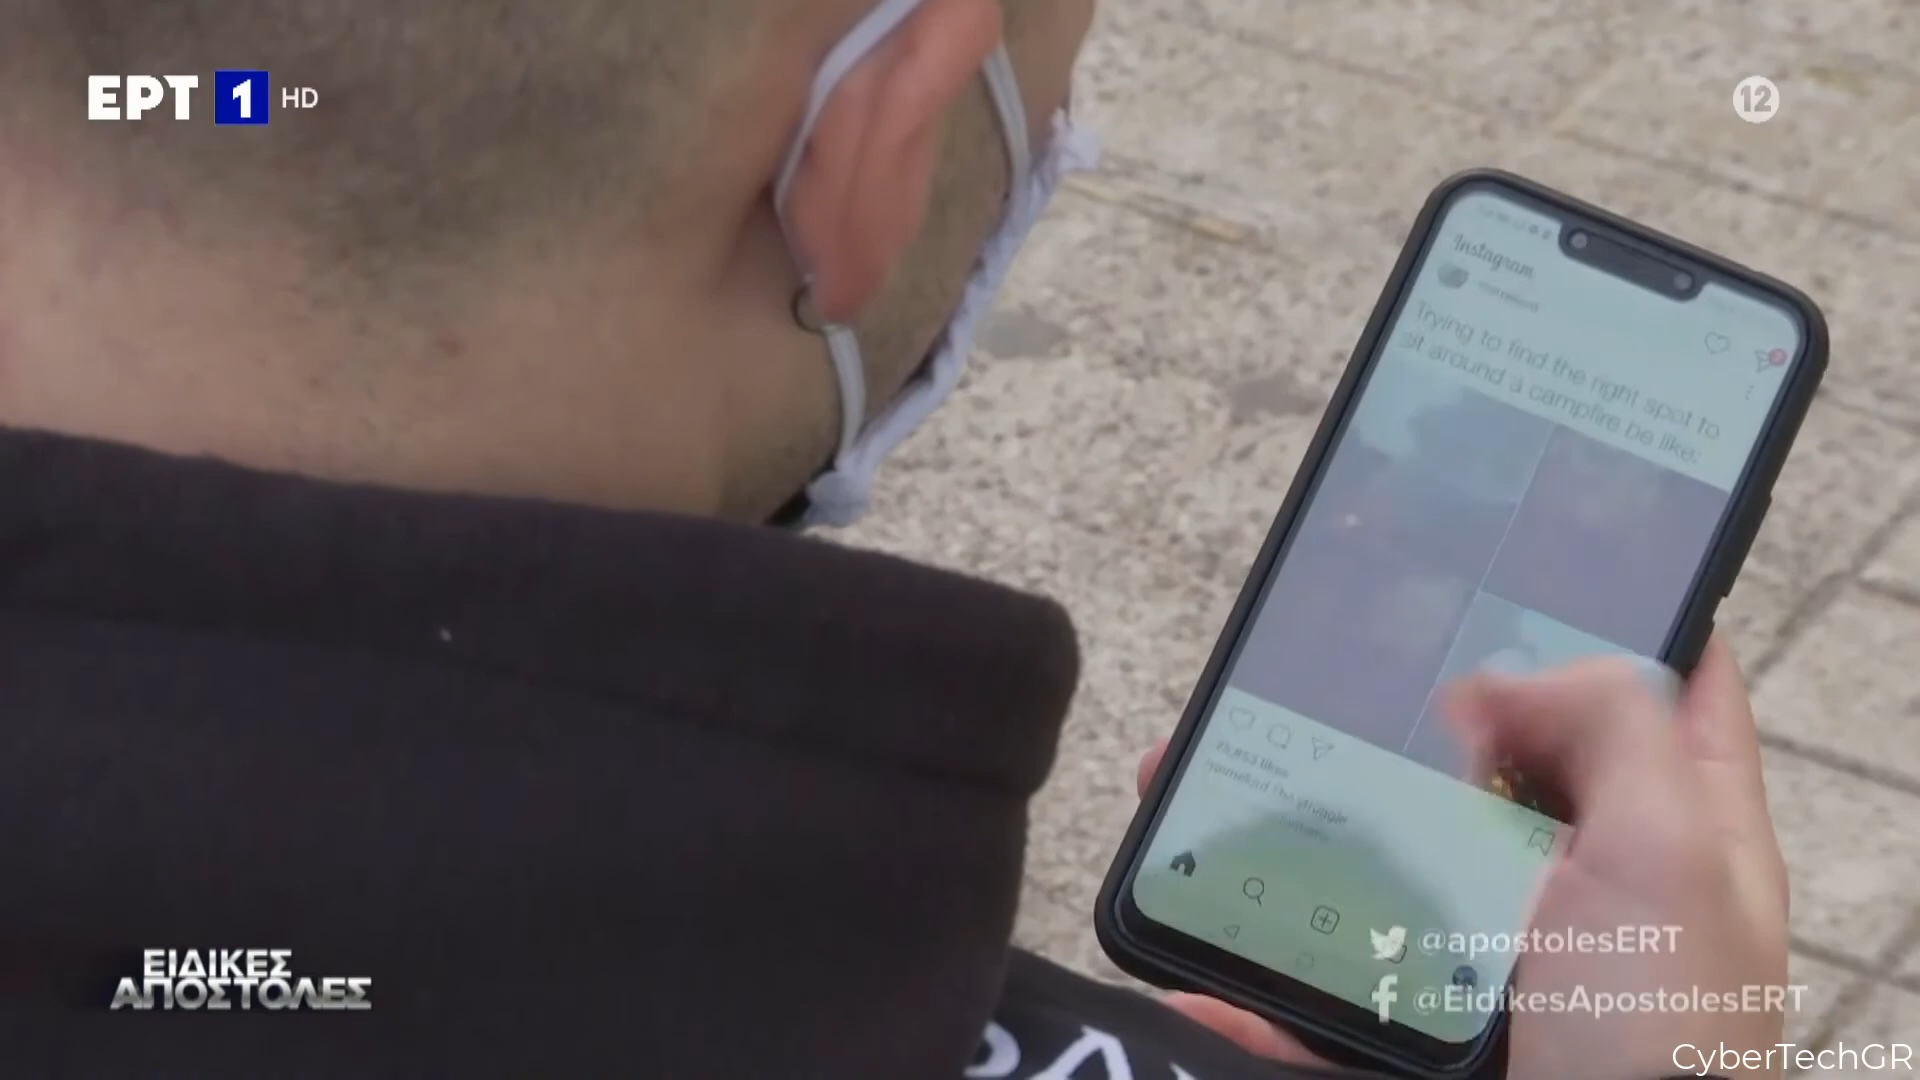 ΕΡΤ 1 HD
12
Instagram
Trying to find the right spot to
sit around a campfire be like:
ΕΙΔΙΚΕΣ
ΑΠΟΣΤΟΛΕΣ
@apostolesERT
@EidikesApostolesERT
CyberTechGR